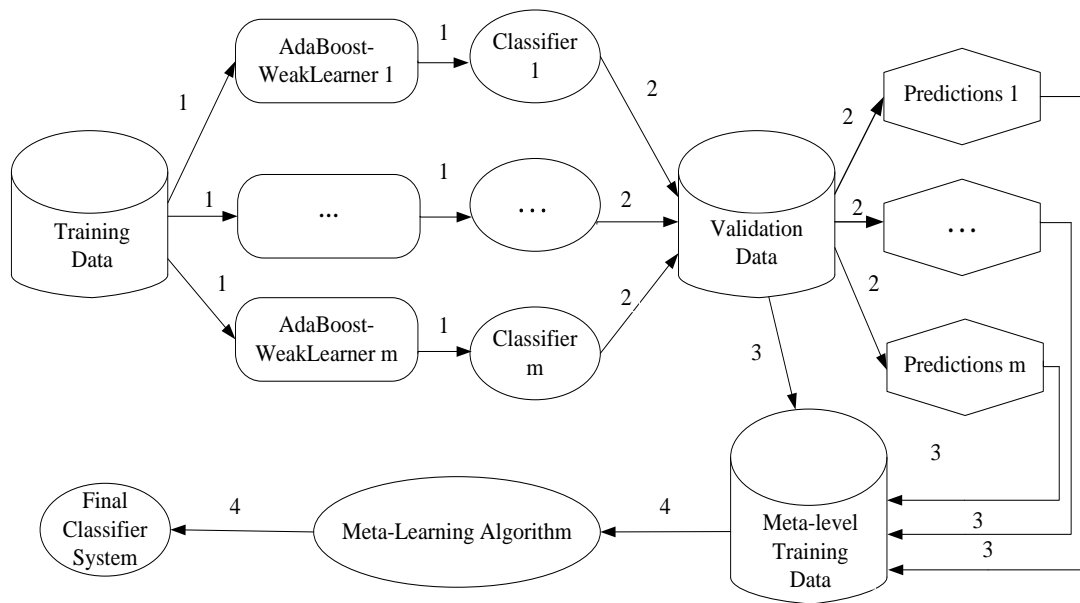 1
AdaBoost-
WeakLearner 1
1
Classifier
1
2
2
Predictions 1
Training
Data
1
...
1
...
2
Validation
Data
2
...
1
AdaBoost-
WeakLearner m
1
Classifier
m
2
2
Predictions m
3
3
3
3
Meta-level
Training
Data
4
Meta-Learning Algorithm
4
Final
Classifier
System